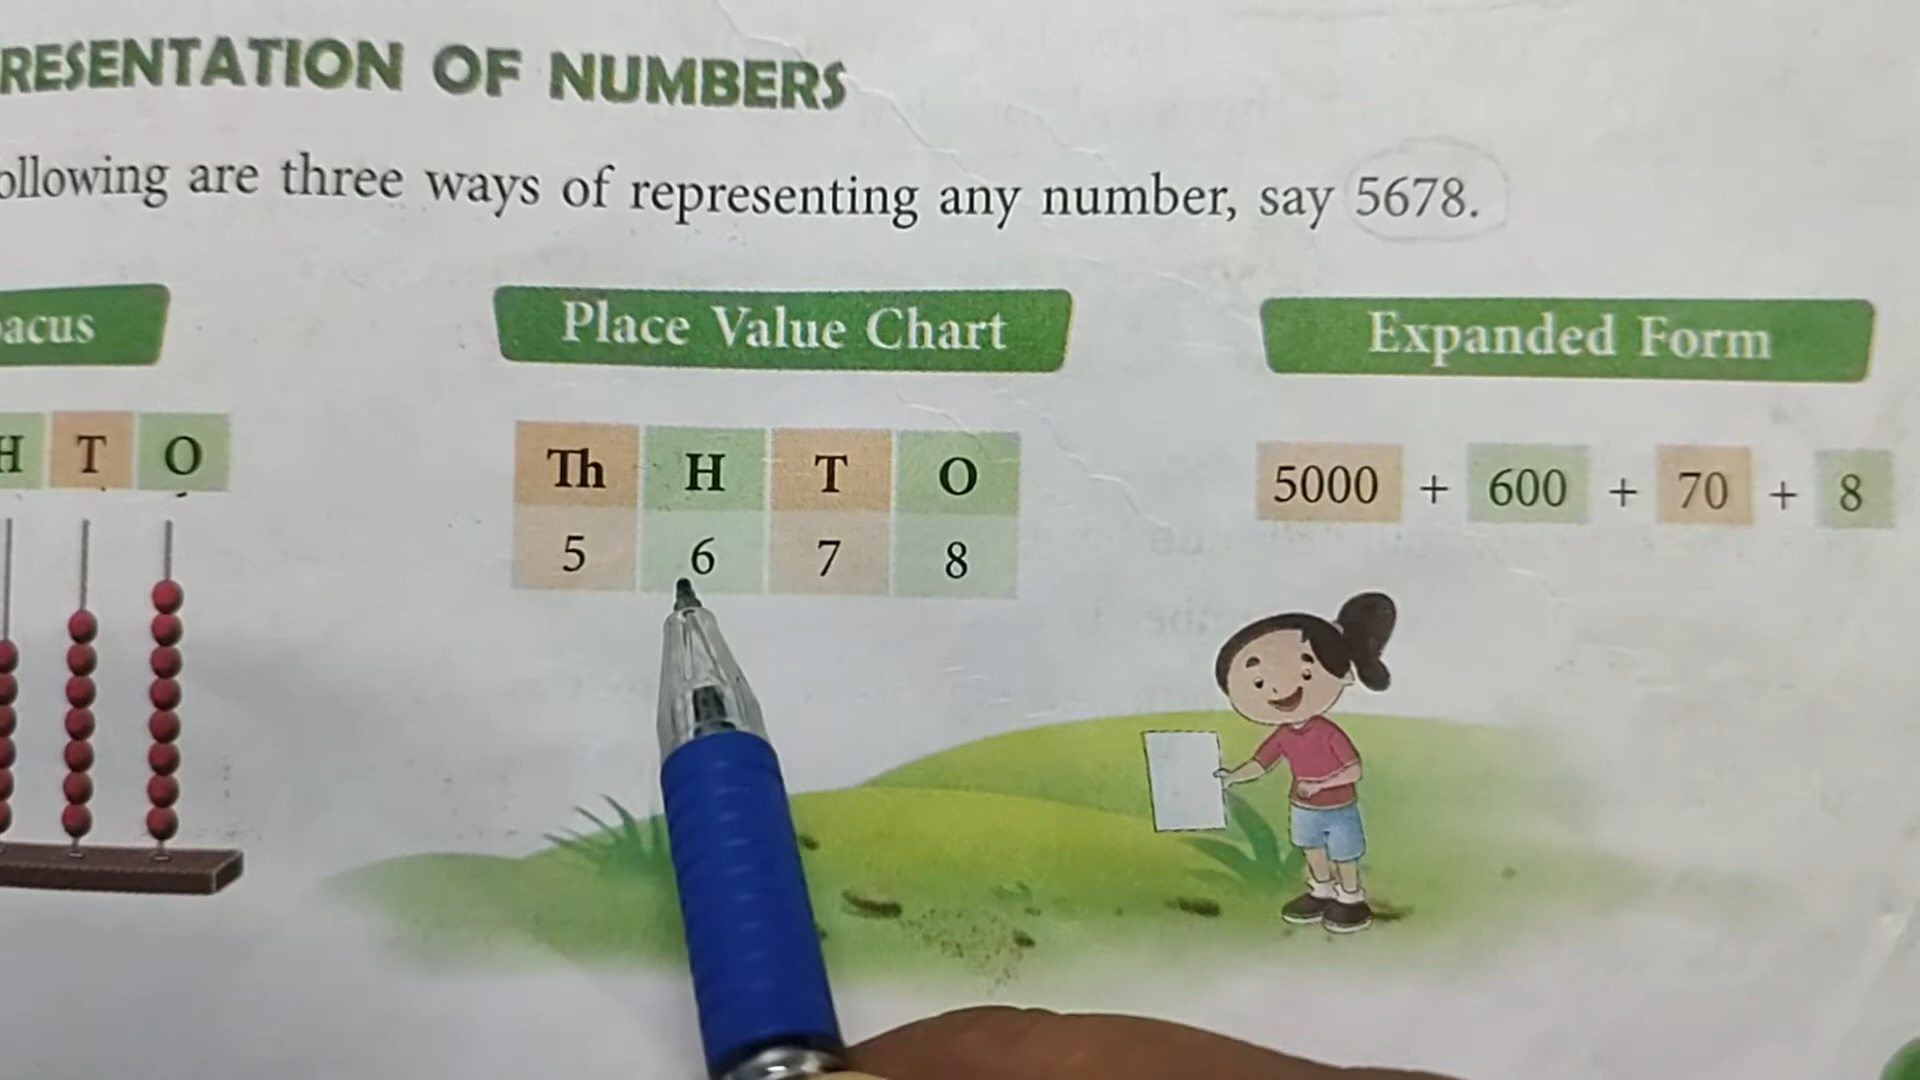 RESENTATION OF NUMBERS
ollowing are three ways of representing any number, say 5678.
acus
Place Value Chart
Expanded Form
H T O
Th H T O
5 6 7 8
5000 + 600 + 70 + 8